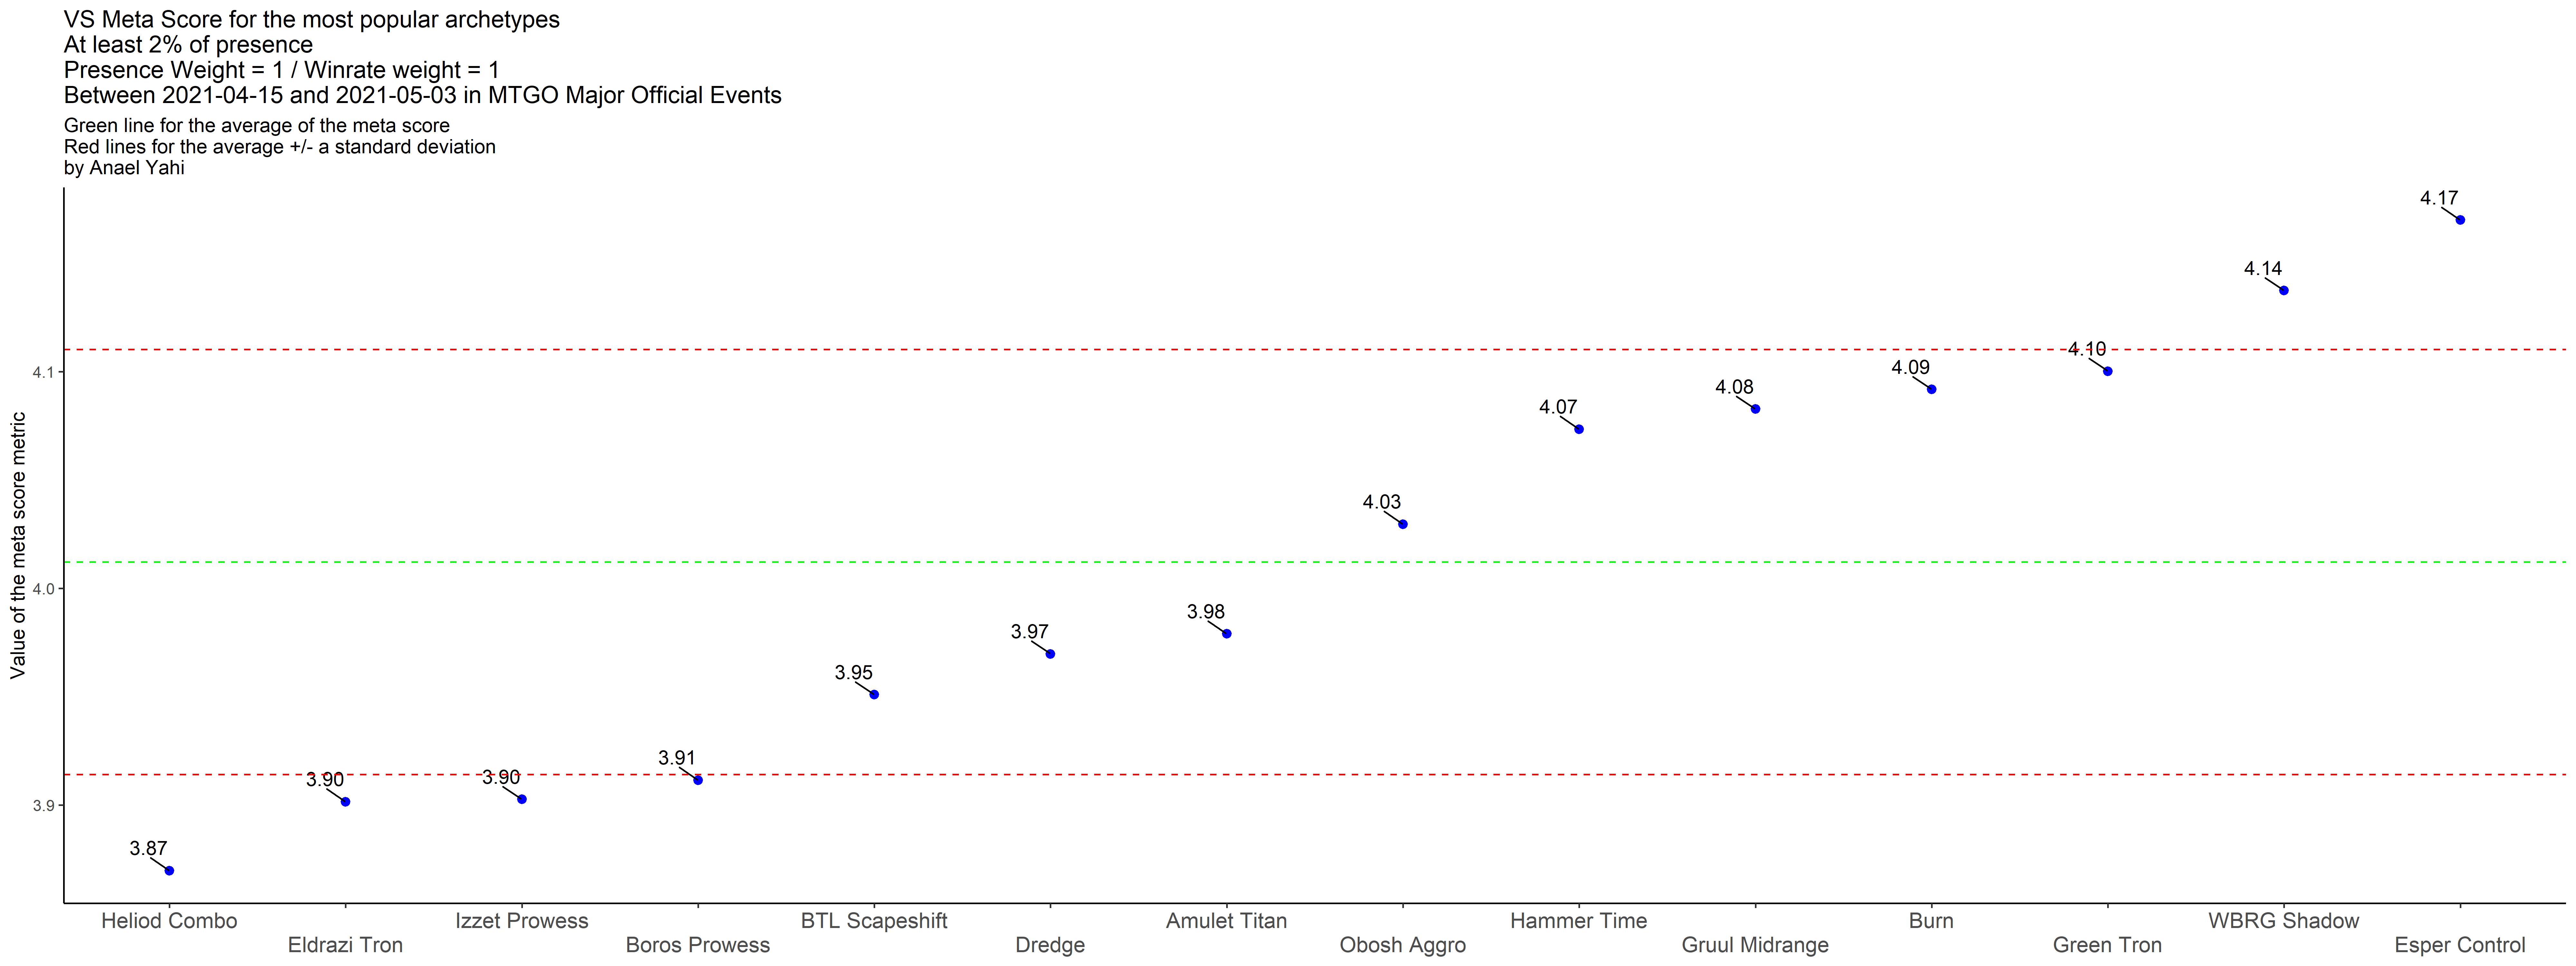 VS Meta Score for the most popular archetypes
At least 2% of presence
Presence Weight = 1 / Winrate weight = 1
Between 2021-04-15 and 2021-05-03 in MTGO Major Official Events
Green line for the average of the meta score
Red lines for the average +/- a standard deviation
by Anael Yahi
Value of the meta score metric
4.1
4.0
3.9
3.87
3.90
3.90
3.91
3.95
3.97
3.98
4.03
4.07
4.08
4.09
4.10
4.14
4.17
Heliod Combo
Eldrazi Tron
Izzet Prowess
Boros Prowess
BTL Scapeshift
Dredge
Amulet Titan
Obosh Aggro
Hammer Time
Gruul Midrange
Burn
Green Tron
WBRG Shadow
Esper Control